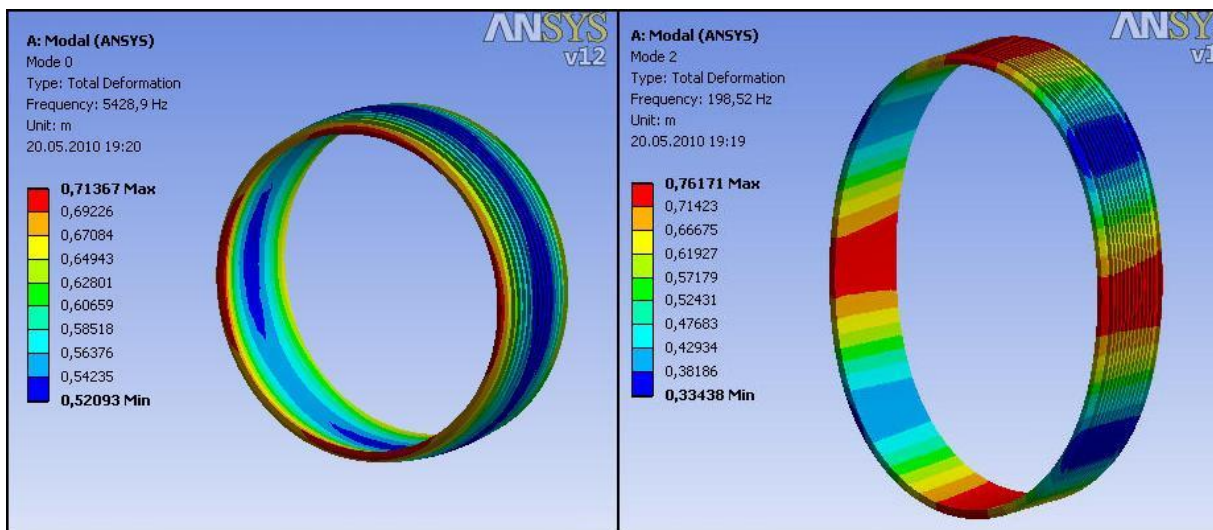 A: Modal (ANSYS)
Mode 0
Type: Total Deformation
Frequency: 5428,9 Hz
Unit: m
20.05.2010 19:20
0,71367 Max
0,69226
0,67084
0,64943
0,62801
0,60659
0,58518
0,56376
0,54235
0,52093 Min
ANSYS
v12
A: Modal (ANSYS)
Mode 2
Type: Total Deformation
Frequency: 198,52 Hz
Unit: m
20.05.2010 19:19
0,76171 Max
0,71423
0,66675
0,61927
0,57179
0,52431
0,47683
0,42934
0,38186
0,33438 Min
ANSYS
v1